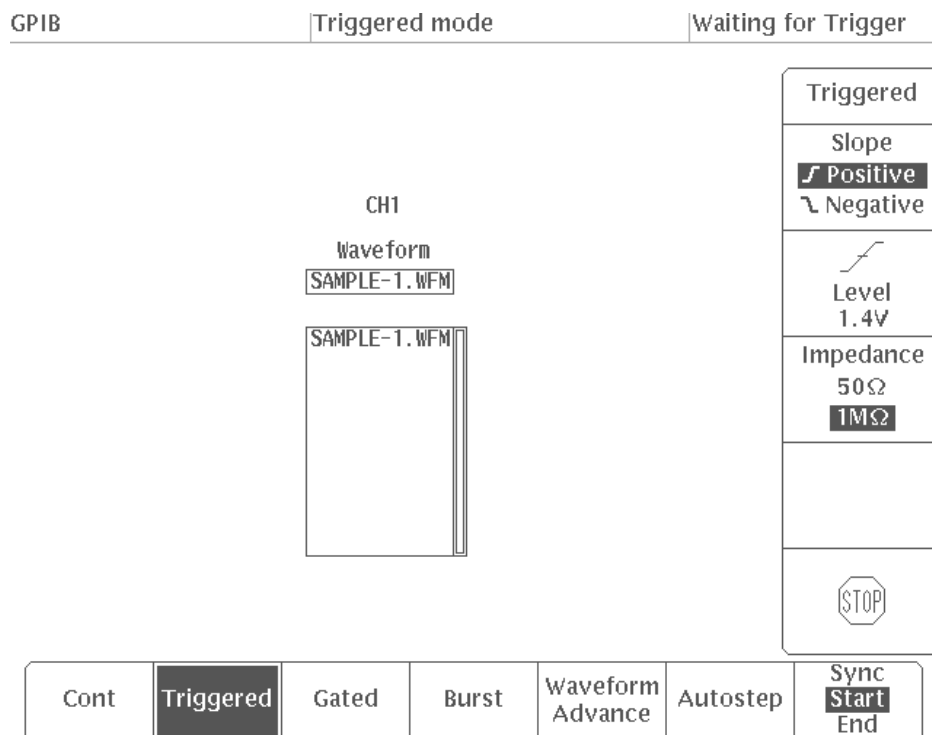 GPIB
Triggered mode
Waiting for Trigger
Triggered
Slope
Positive
Negative
CH1
Waveform
SAMPLE-1.WFM
SAMPLE-1.WFM
Level
1.4V
Impedance
50Ω
1MΩ
STOP
Cont
Triggered
Gated
Burst
Waveform
Advance
Autostep
Sync
Start
End